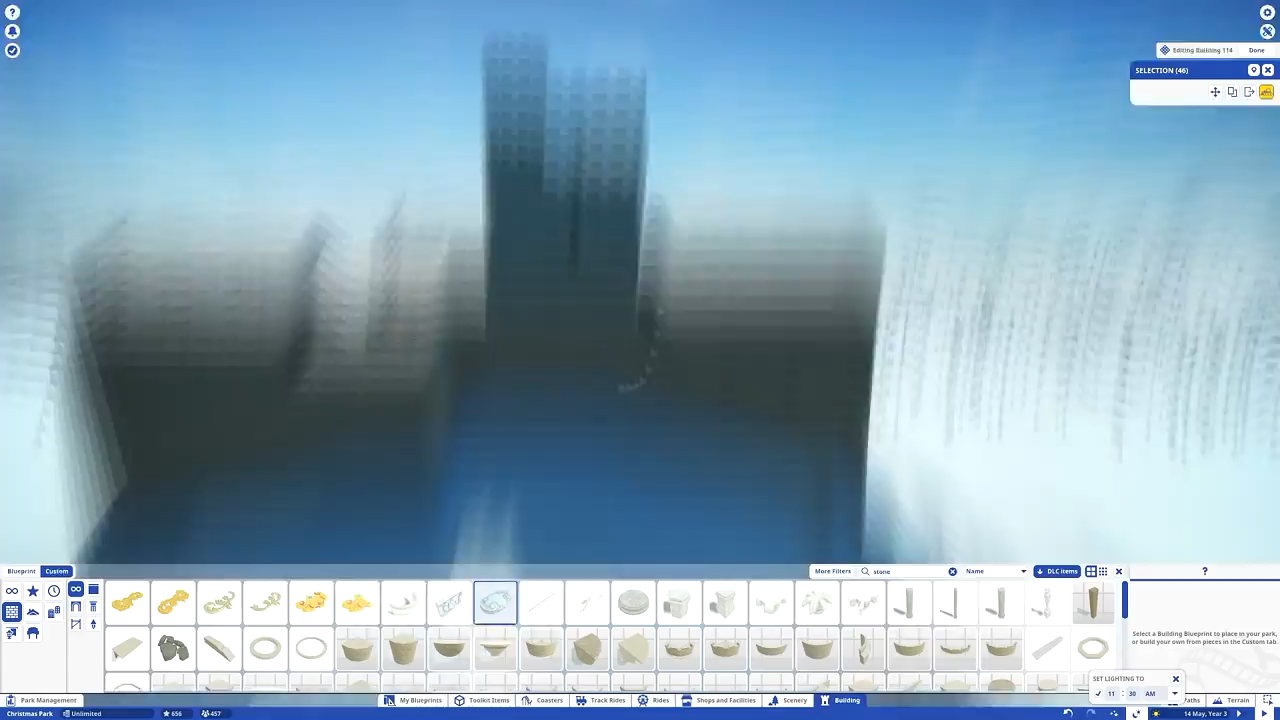 ?
Editing Building 114 Done
SELECTION (46)
Blueprint Custom
More Filters stone Name DLC items
?
Select a Building Blueprint to place in your park, or build your own from pieces in the Custom tab.
SET LIGHTING TO
11 : 30 AM
Park Management My Blueprints Toolkit Items Coasters Track Rides Rides Shops and Facilities Scenery Building Paths Terrain
Christmas Park Unlimited 656 457 14 May, Year 3